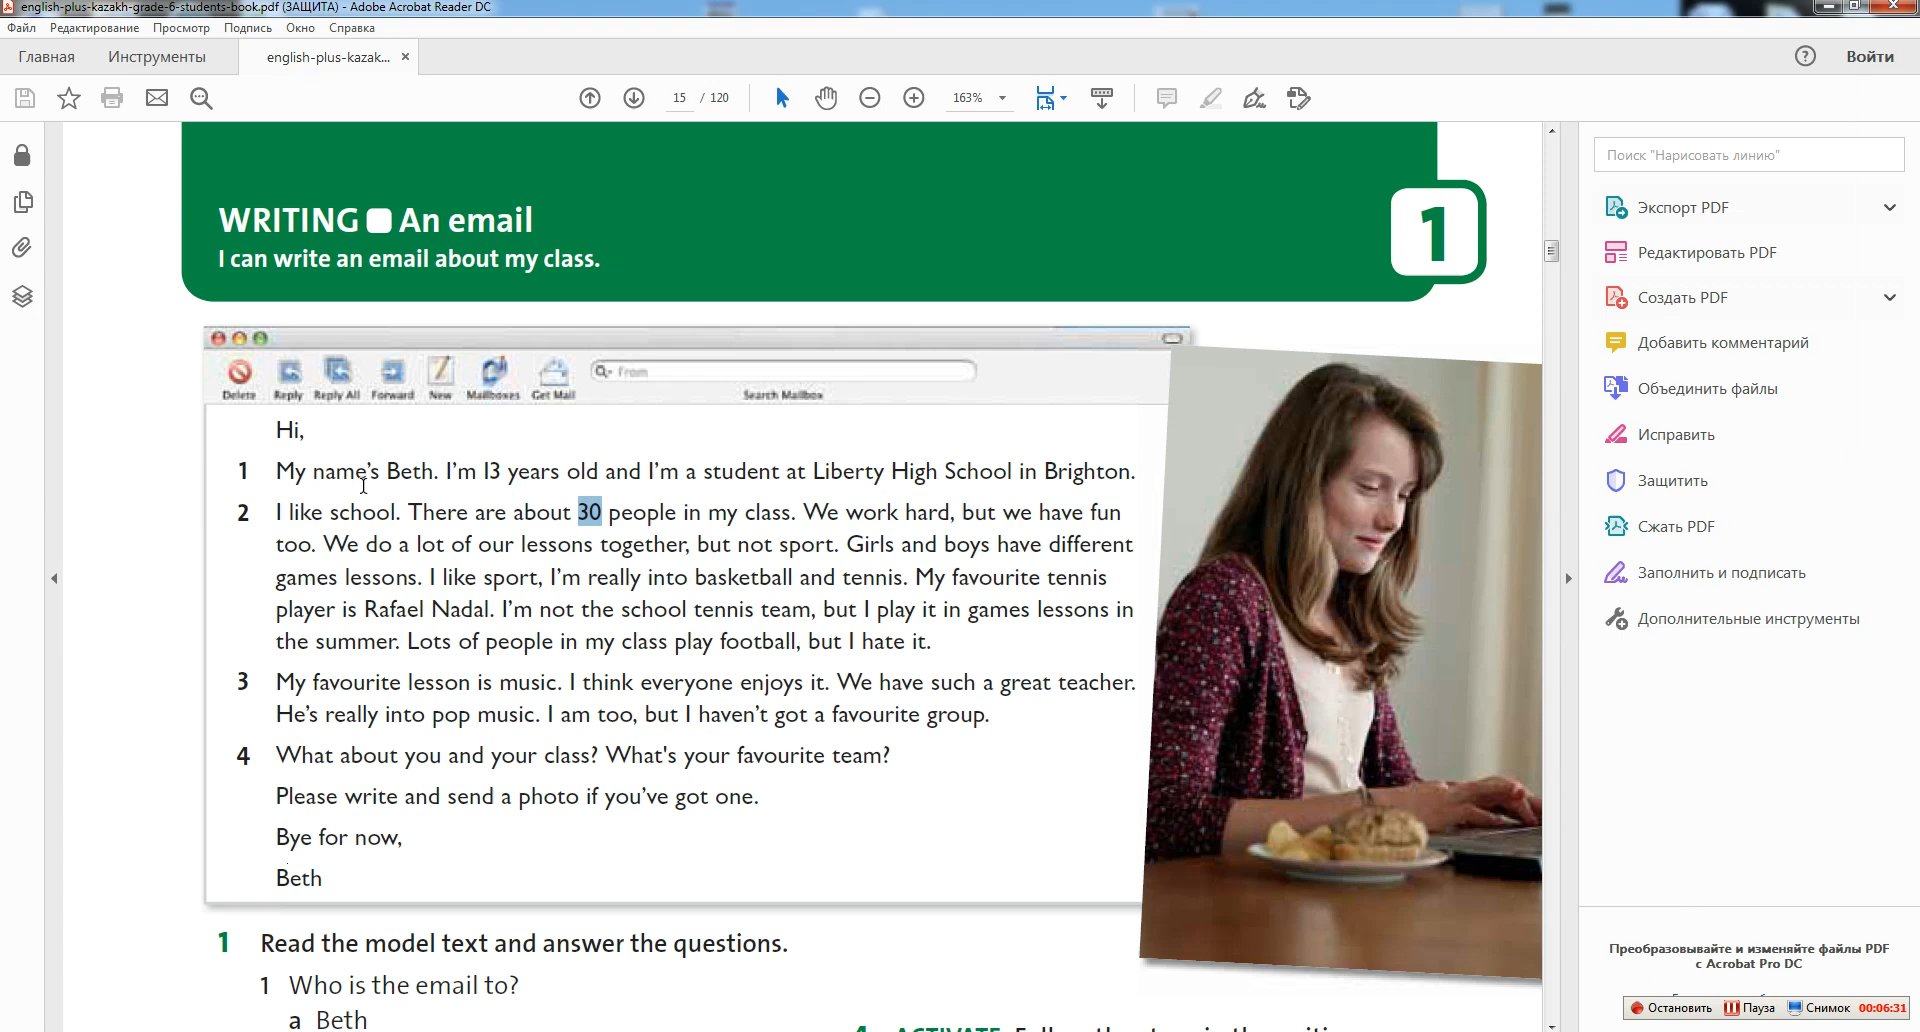 english-plus-kazakh-grade-6-students-book.pdf (ЗАЩИТА) - Adobe Acrobat Reader DC
Файл Редактирование Просмотр Подпись Окно Справка
Главная Инструменты english-plus-kazak... × Войти
15 / 120 163%
WRITING An email
I can write an email about my class.
1
Delete Reply Reply All Forward New Mailboxes Get Mail From Search Mailbox
Hi,
1 My name's Beth. I'm 13 years old and I'm a student at Liberty High School in Brighton.
2 I like school. There are about 30 people in my class. We work hard, but we have fun
too. We do a lot of our lessons together, but not sport. Girls and boys have different
games lessons. I like sport, I'm really into basketball and tennis. My favourite tennis
player is Rafael Nadal. I'm not the school tennis team, but I play it in games lessons in
the summer. Lots of people in my class play football, but I hate it.
3 My favourite lesson is music. I think everyone enjoys it. We have such a great teacher.
He's really into pop music. I am too, but I haven't got a favourite group.
4 What about you and your class? What's your favourite team?
Please write and send a photo if you've got one.
Bye for now,
Beth
1 Read the model text and answer the questions.
1 Who is the email to?
a Beth
Поиск "Нарисовать линию"
Экспорт PDF
Редактировать PDF
Создать PDF
Добавить комментарий
Объединить файлы
Исправить
Защитить
Сжать PDF
Заполнить и подписать
Дополнительные инструменты
Преобразовывайте и изменяйте файлы PDF
с Acrobat Pro DC
Остановить Пауза Снимок 00:06:31